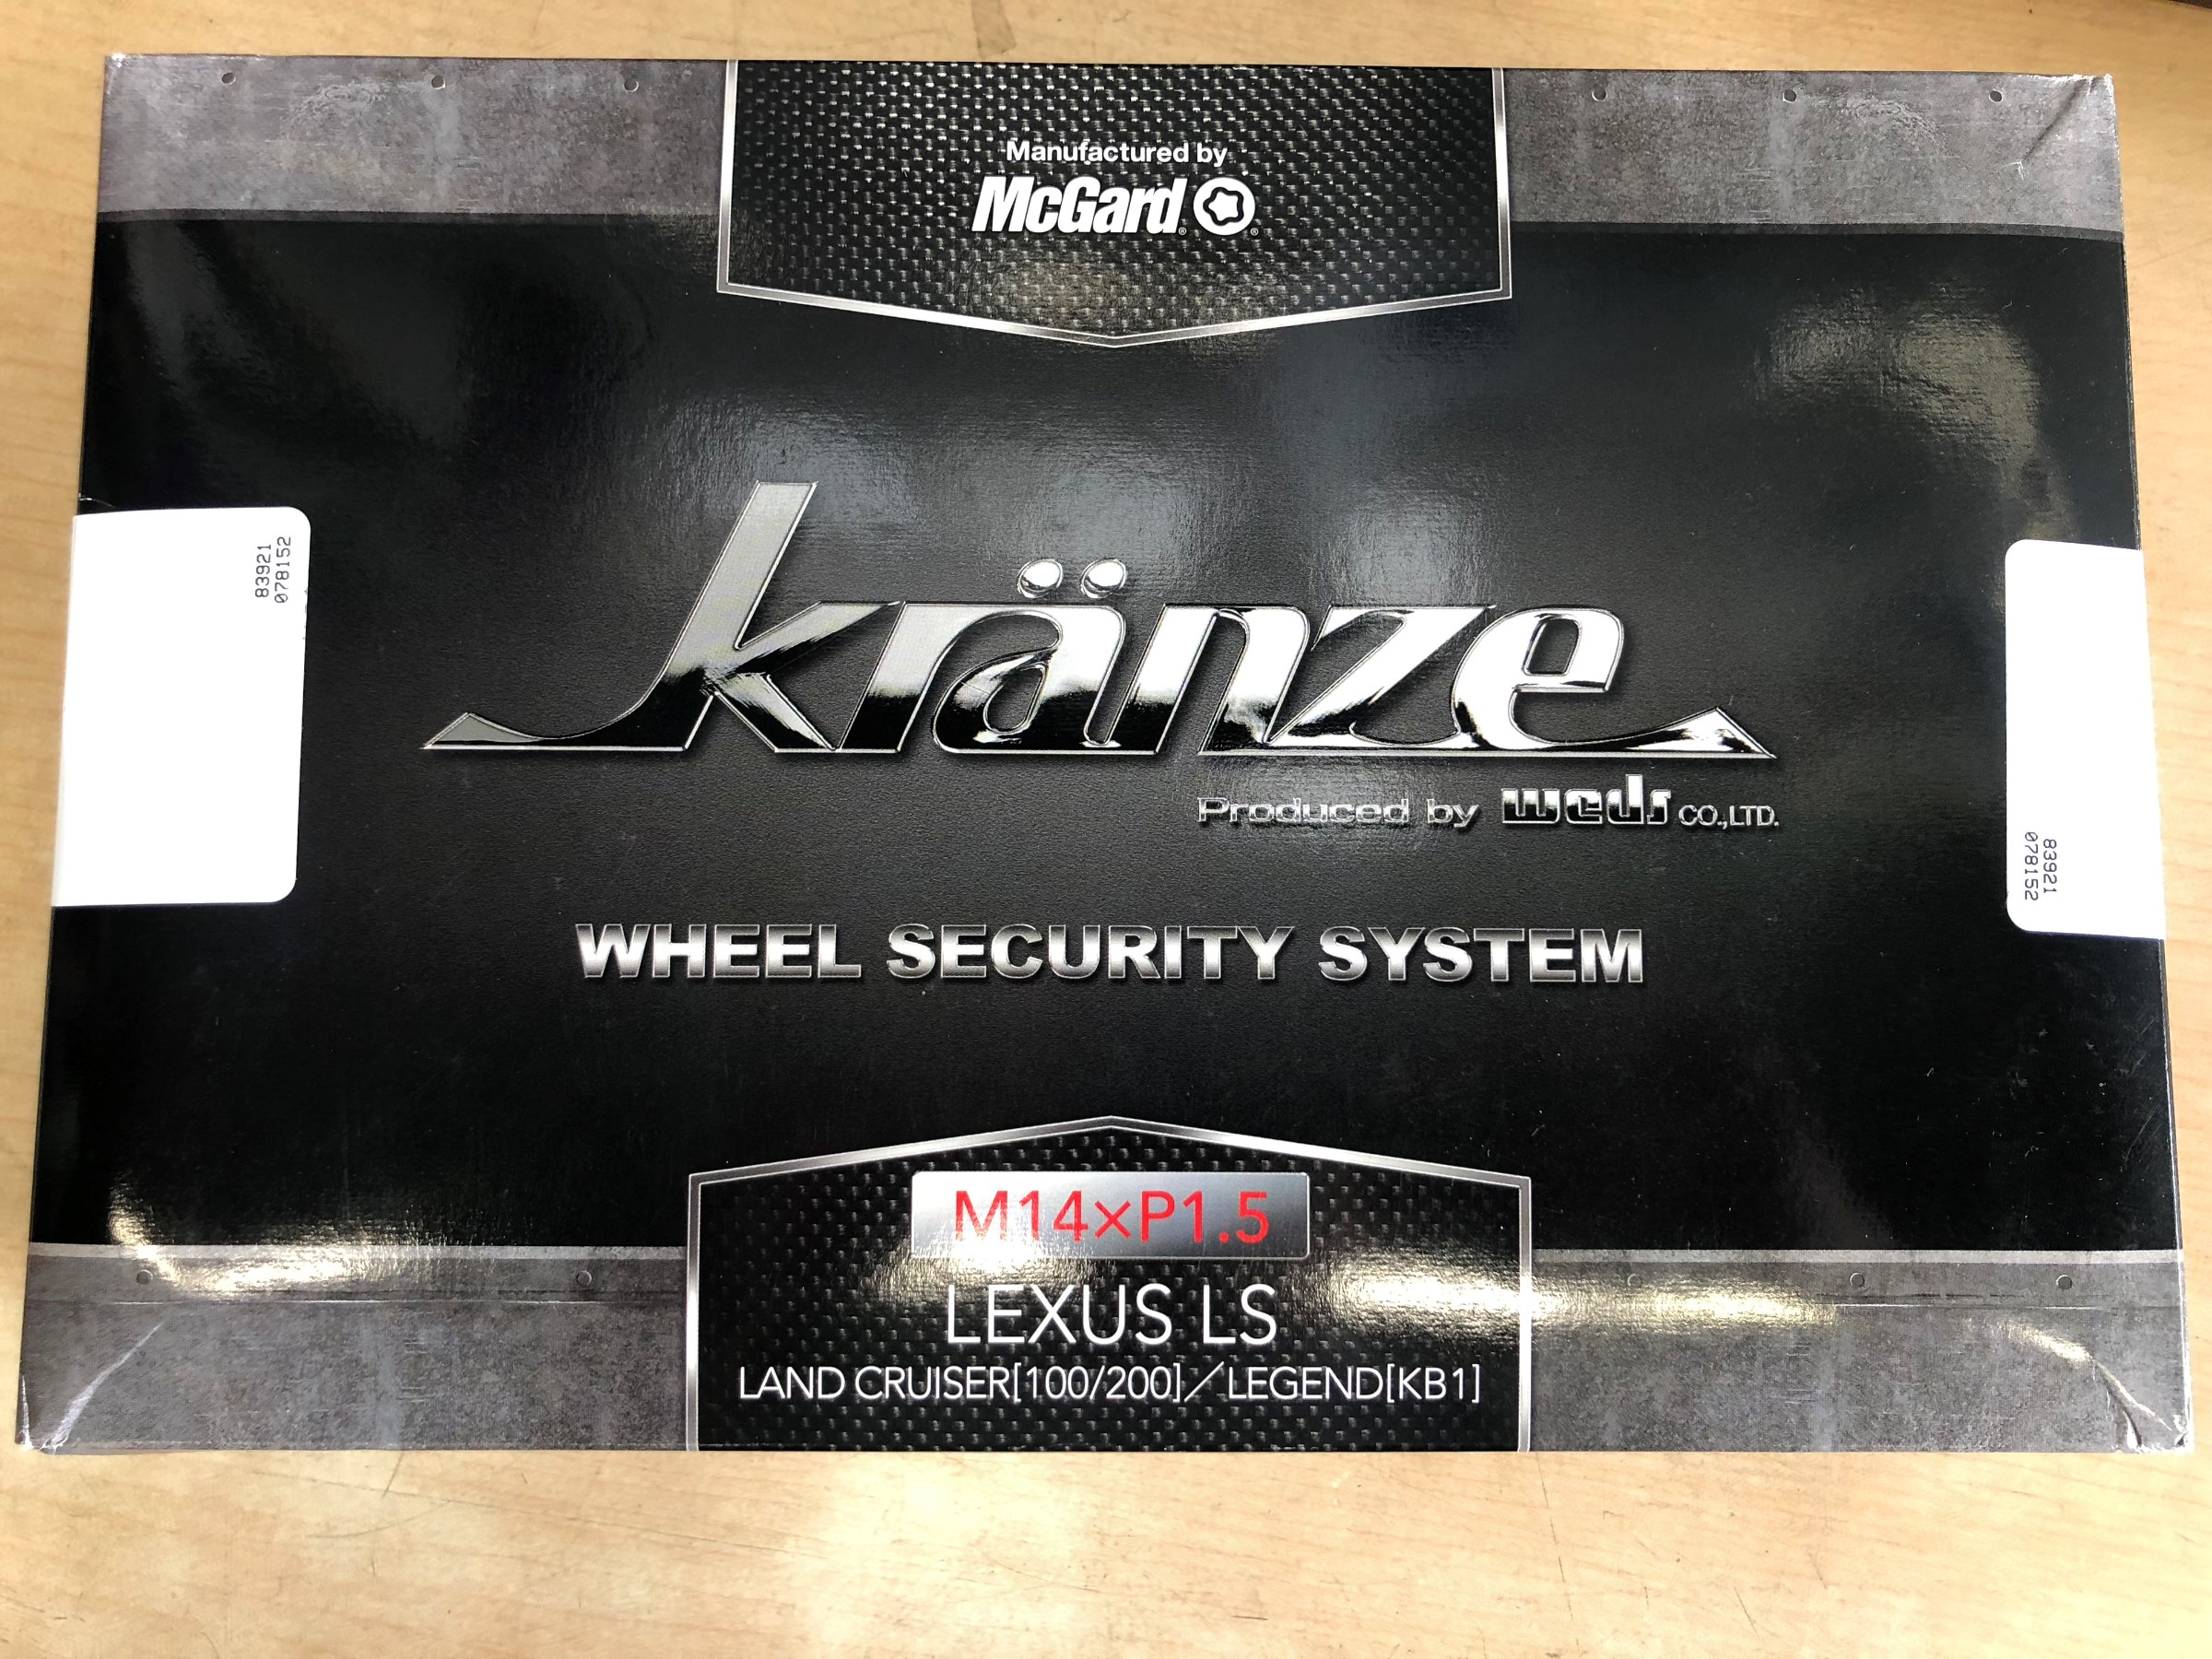 Manufactured by
McGard
83921
078152
kränze
Produced by weds CO.,LTD.
83921
078152
WHEEL SECURITY SYSTEM
M14×P1.5
LEXUS LS
LAND CRUISER[100/200]/LEGEND[KB1]